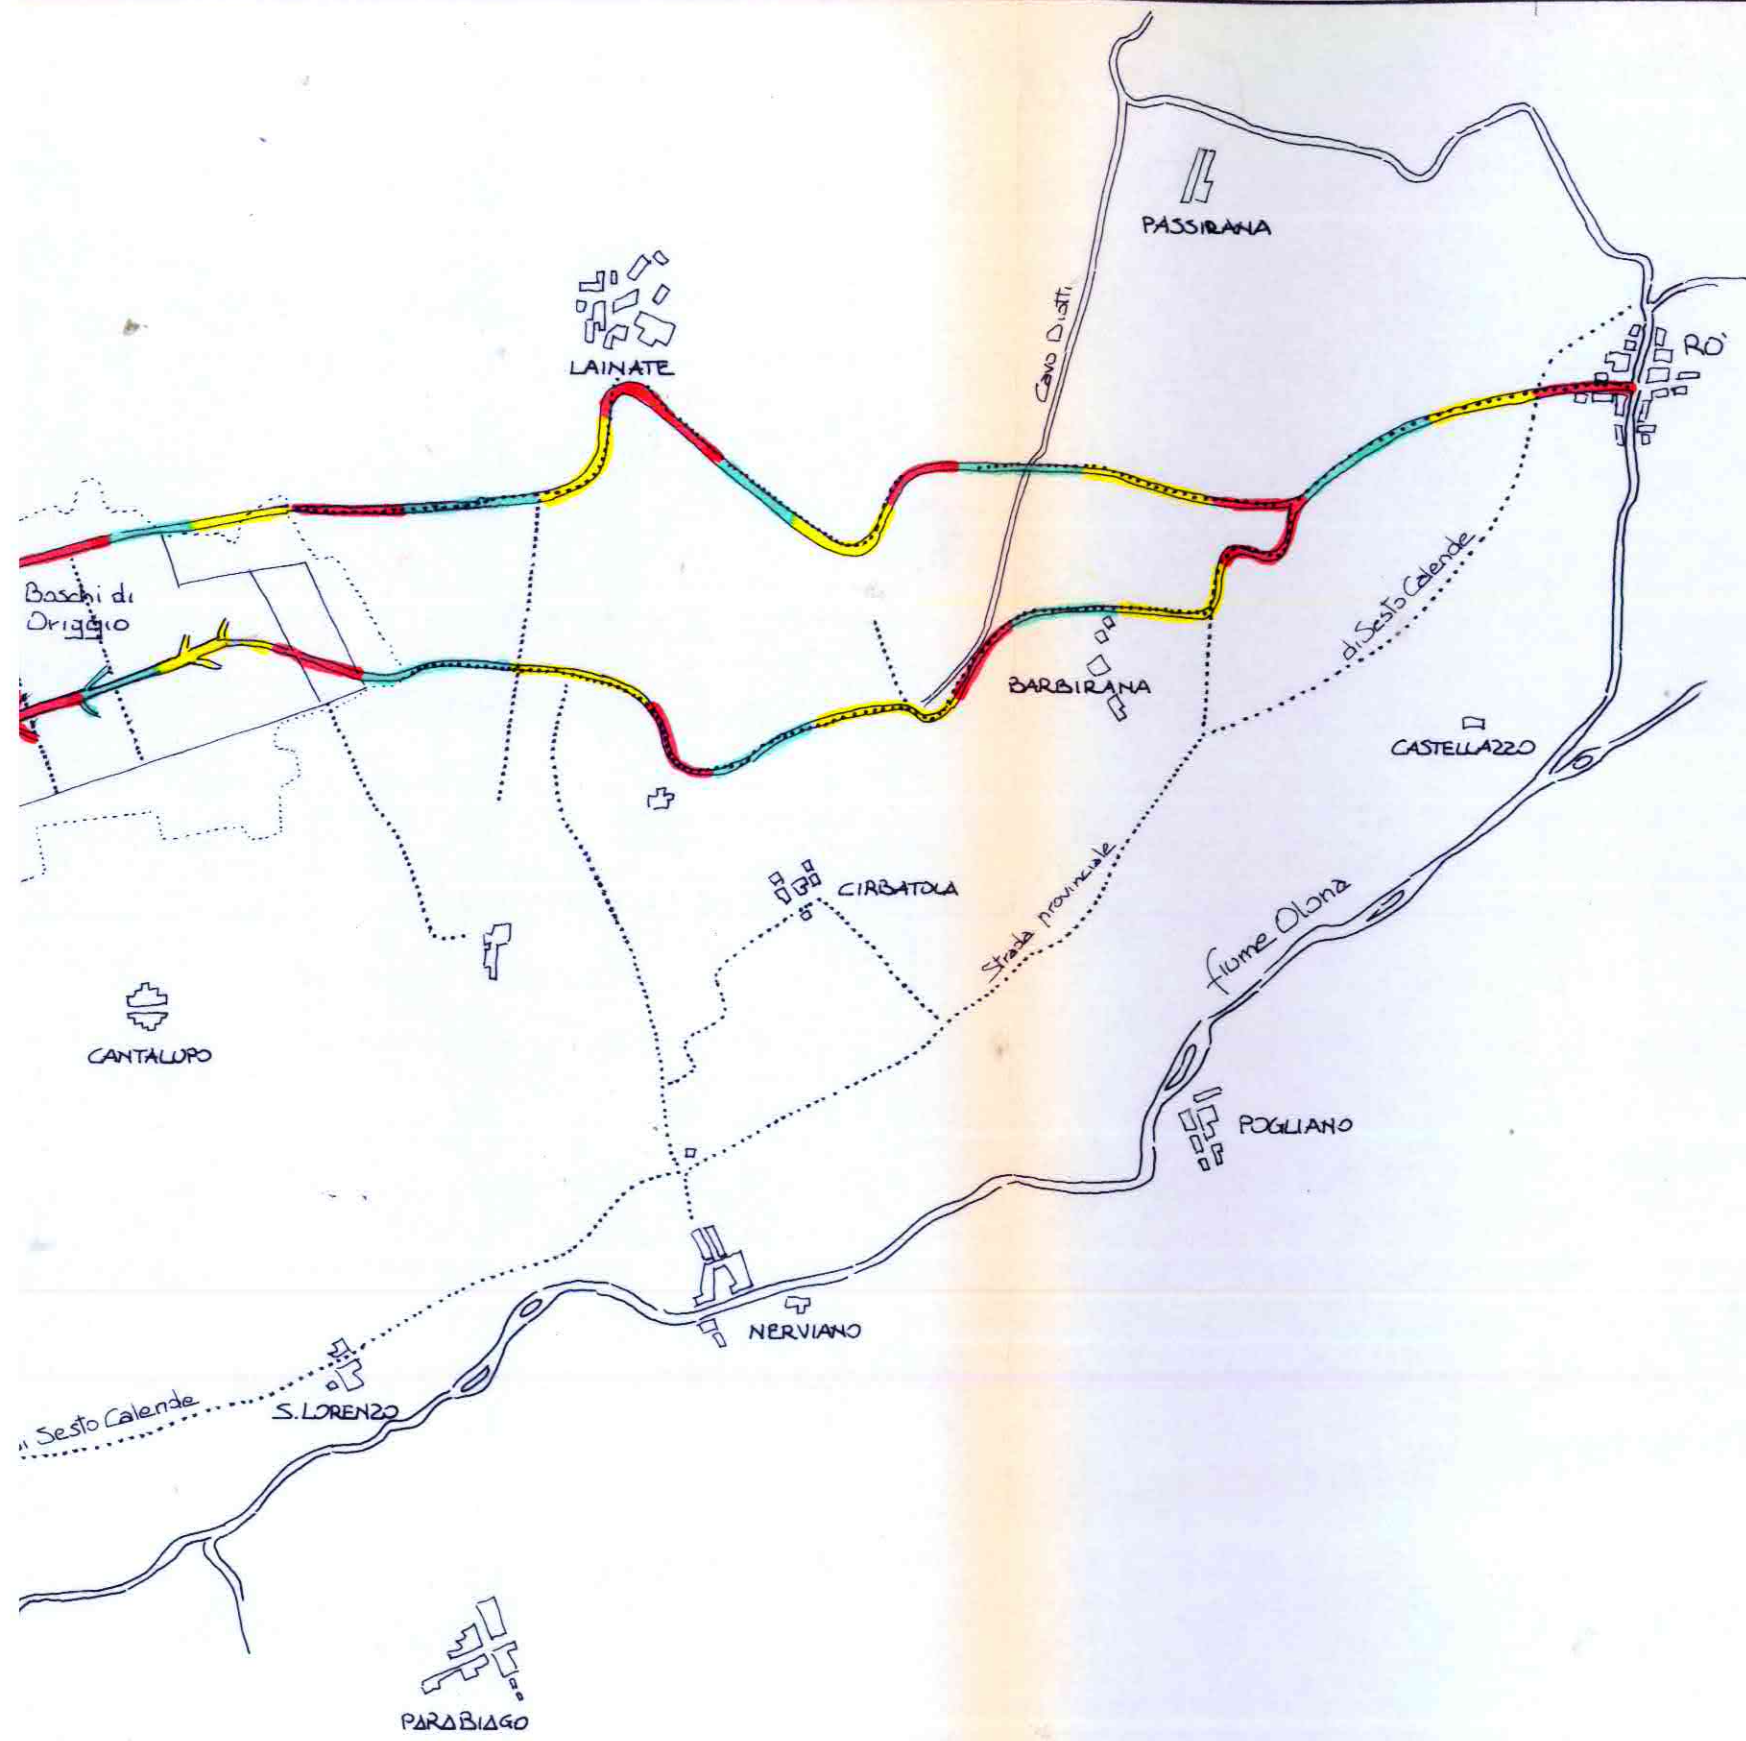 PASSIRANA
Cavo Diotti
RO'
LAINATE
Boschi di
Origgio
di Sesto Calende
BARBIRANA
CASTELLAZZO
Strada provinciale
CIRBATOLA
fiume Olona
CANTALUPO
POGLIANO
NERVIANO
di Sesto Calende
S. LORENZO
PARABIAGO